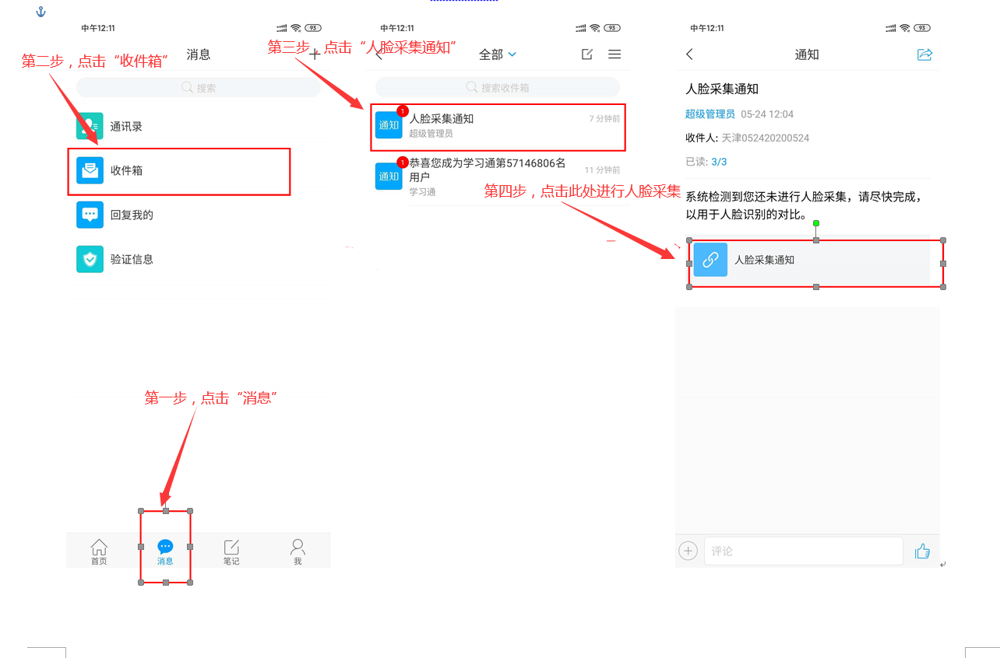 中午12:11
93
第二步，点击“收件箱”
消息
搜索
通讯录
收件箱
回复我的
验证信息
第一步，点击“消息”
首页
消息
笔记
我
中午12:11
93
第三步，点击“人脸采集通知”
全部
搜索收件箱
通知
1
人脸采集通知
7 分钟前
超级管理员
通知
1
恭喜您成为学习通第57146806名
用户
11 分钟前
学习通
第四步，点击此处进行人脸采集
中午12:11
93
通知
人脸采集通知
超级管理员 05-24 12:04
收件人: 天津052420200524
已读: 3/3
系统检测到您还未进行人脸采集，请尽快完成，
以用于人脸识别的对比。
人脸采集通知
评论